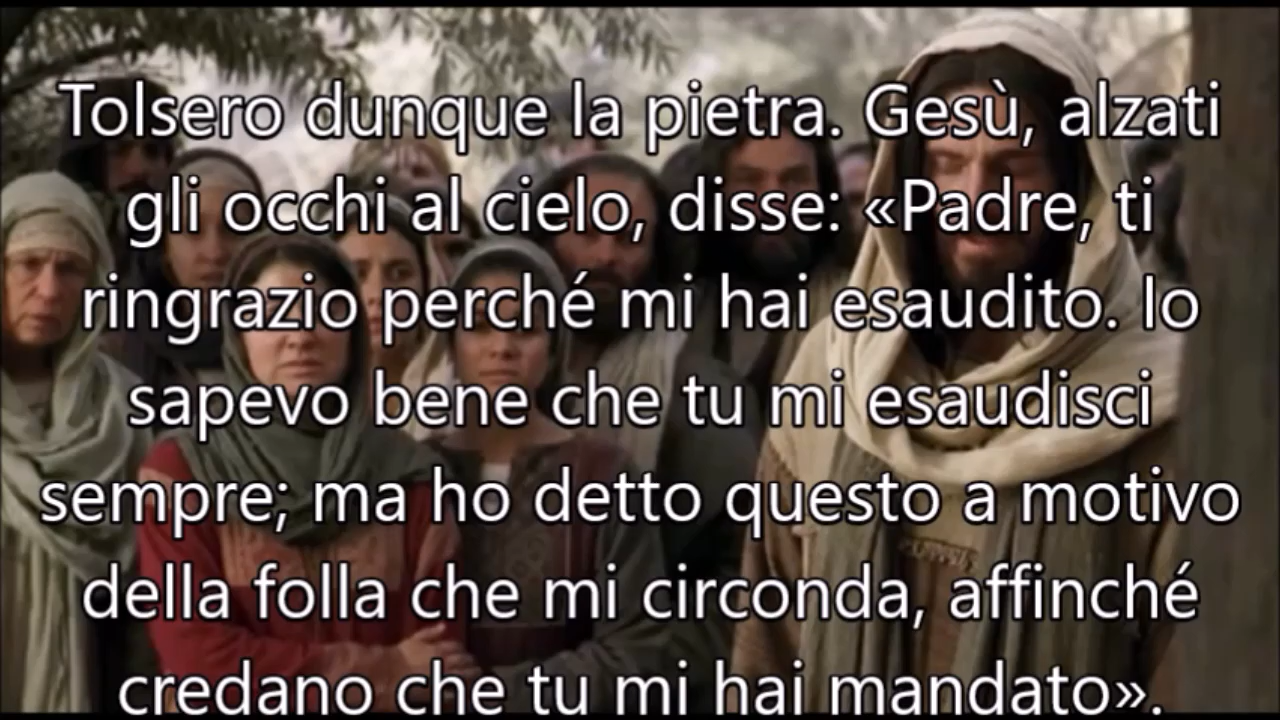 Tolsero dunque la pietra. Gesù, alzati
gli occhi al cielo, disse: «Padre, ti
ringrazio perché mi hai esaudito. Io
sapevo bene che tu mi esaudisci
sempre; ma ho detto questo a motivo
della folla che mi circonda, affinché
credano che tu mi hai mandato».